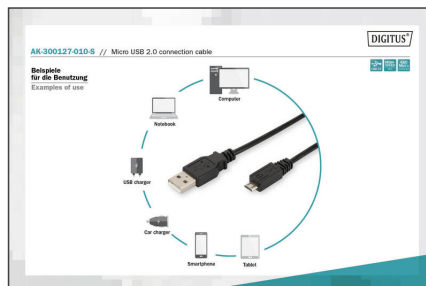 DIGITUS®
AK-300127-010-S // Micro USB 2.0 connection cable
Beispiele
für die Benutzung
Examples of use
Computer
Notebook
USB charger
Car charger
Smartphone
Tablet